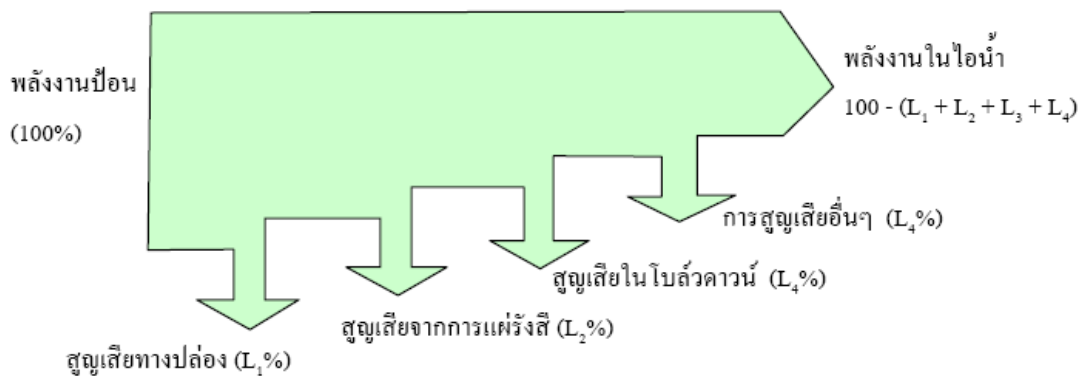 พลังงานป้อน
(100%)
พลังงานในไอน้ำ
100 - (L₁ + L₂ + L₃ + L₄)
การสูญเสียอื่นๆ (L₄%)
สูญเสียในโบล์วดาวน์ (L₄%)
สูญเสียจากการแผ่รังสี (L₂%)
สูญเสียทางปล่อง (L₁%)